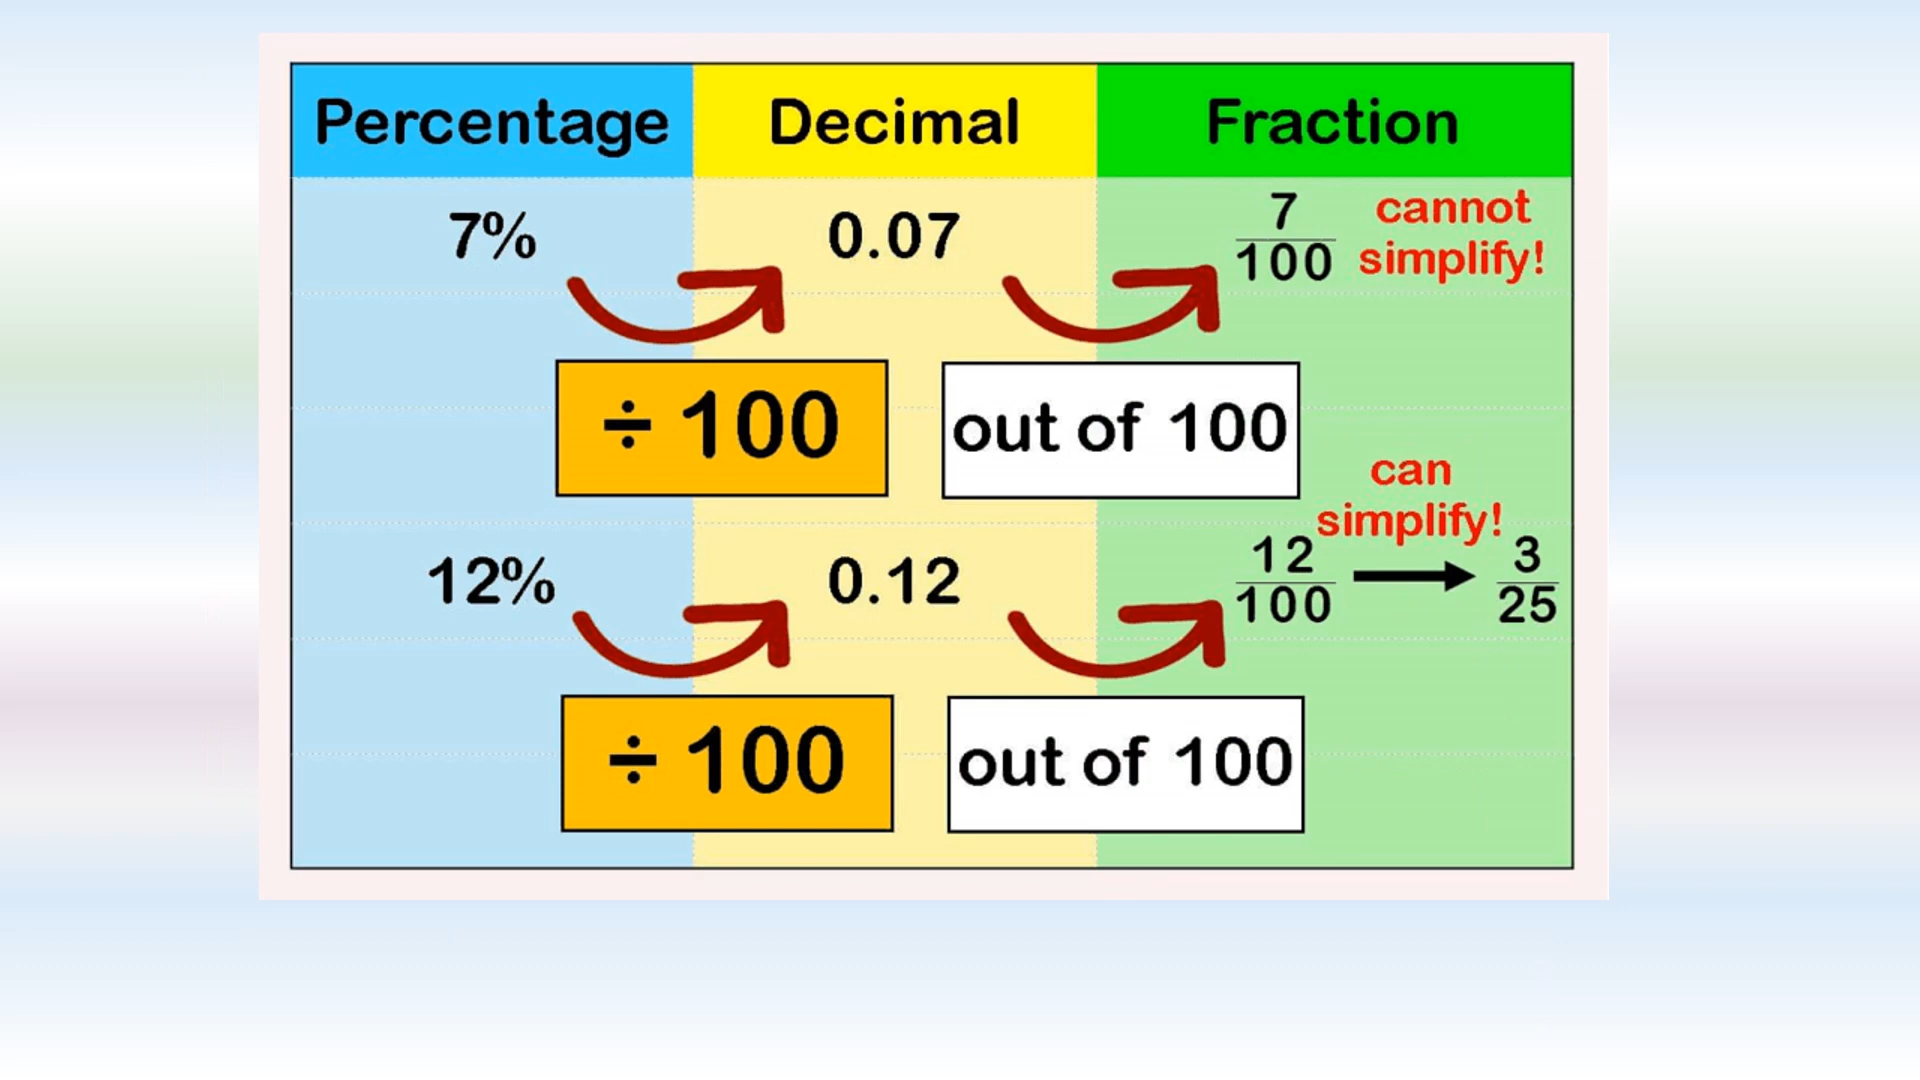 Percentage Decimal Fraction
7% 0.07 7/100 cannot simplify!
÷ 100 out of 100
can simplify!
12% 0.12 12/100 3/25
÷ 100 out of 100